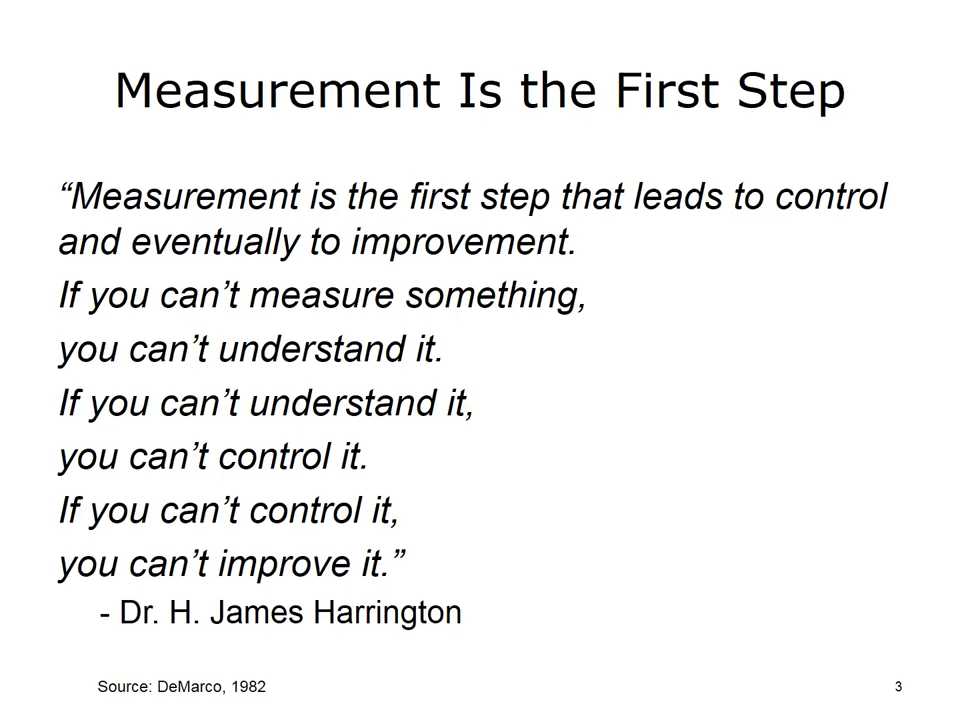 Measurement Is the First Step
“Measurement is the first step that leads to control
and eventually to improvement.
If you can’t measure something,
you can’t understand it.
If you can’t understand it,
you can’t control it.
If you can’t control it,
you can’t improve it.”
- Dr. H. James Harrington
Source: DeMarco, 1982
3